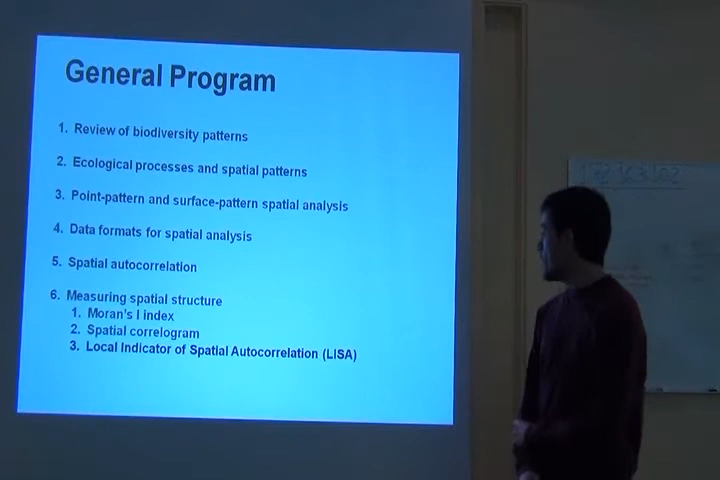 General Program
1. Review of biodiversity patterns
2. Ecological processes and spatial patterns
3. Point-pattern and surface-pattern spatial analysis
4. Data formats for spatial analysis
5. Spatial autocorrelation
6. Measuring spatial structure
1. Moran's I index
2. Spatial correlogram
3. Local Indicator of Spatial Autocorrelation (LISA)